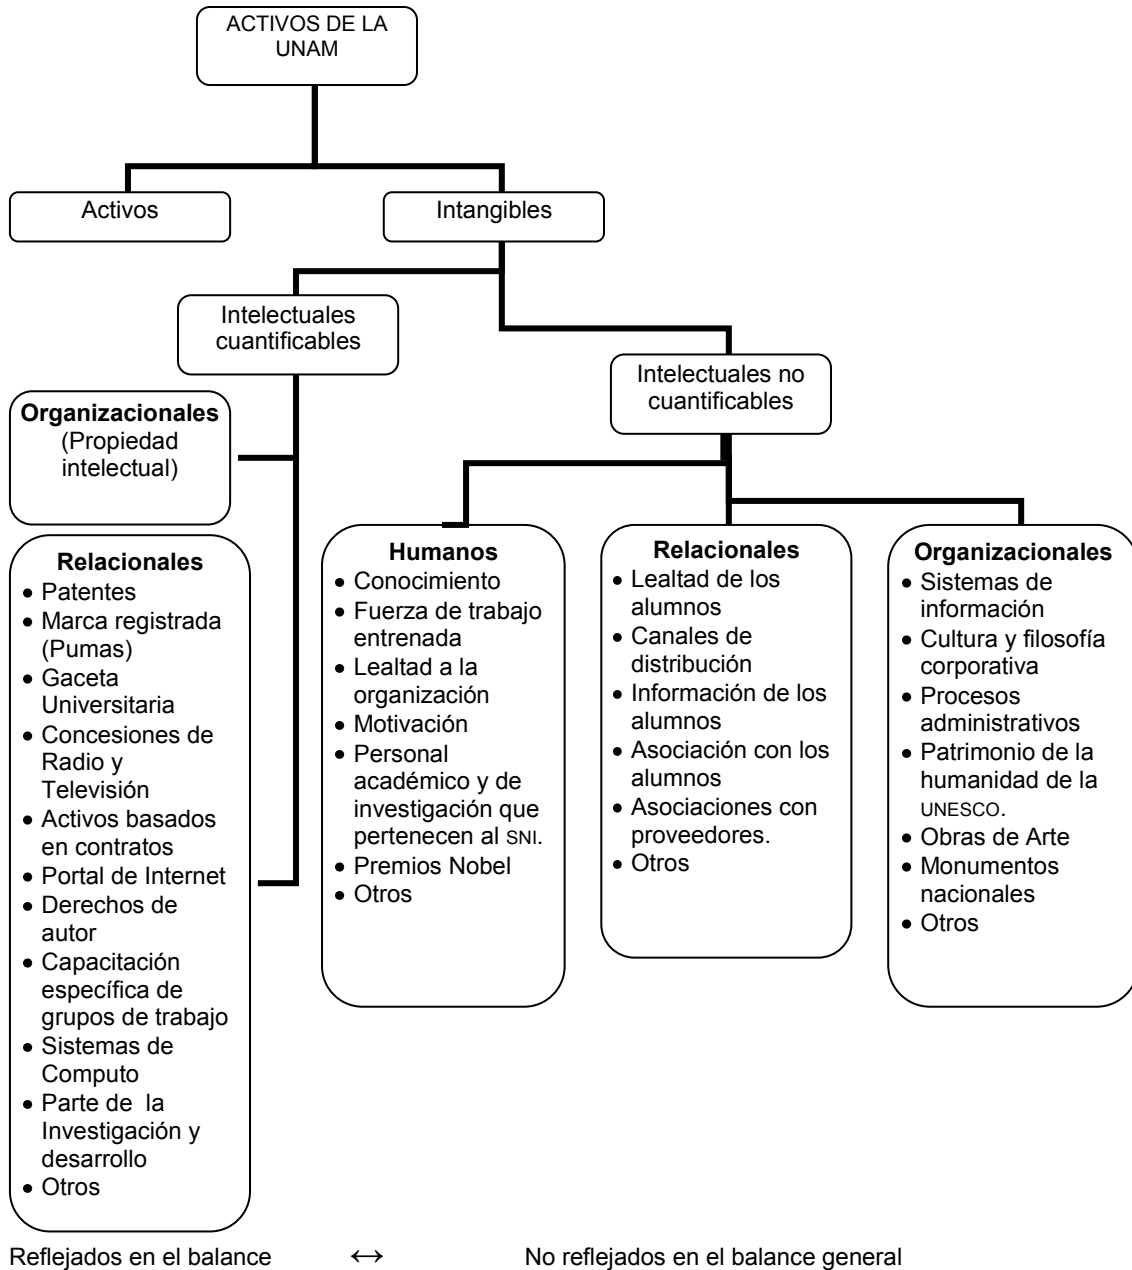 ACTIVOS DE LA
UNAM
Activos
Intangibles
Intelectuales
cuantificables
Intelectuales no
cuantificables
Organizacionales
(Propiedad
intelectual)
Relacionales
• Patentes
• Marca registrada
(Pumas)
• Gaceta
Universitaria
• Concesiones de
Radio y
Televisión
• Activos basados
en contratos
• Portal de Internet
• Derechos de
autor
• Capacitación
específica de
grupos de trabajo
• Sistemas de
Computo
• Parte de  la
Investigación y
desarrollo
• Otros
Humanos
• Conocimiento
• Fuerza de trabajo
entrenada
• Lealtad a la
organización
• Motivación
• Personal
académico y de
investigación que
pertenecen al SNI.
• Premios Nobel
• Otros
Relacionales
• Lealtad de los
alumnos
• Canales de
distribución
• Información de los
alumnos
• Asociación con los
alumnos
• Asociaciones con
proveedores.
• Otros
Organizacionales
• Sistemas de
información
• Cultura y filosofía
corporativa
• Procesos
administrativos
• Patrimonio de la
humanidad de la
UNESCO.
• Obras de Arte
• Monumentos
nacionales
• Otros
Reflejados en el balance ↔ No reflejados en el balance general